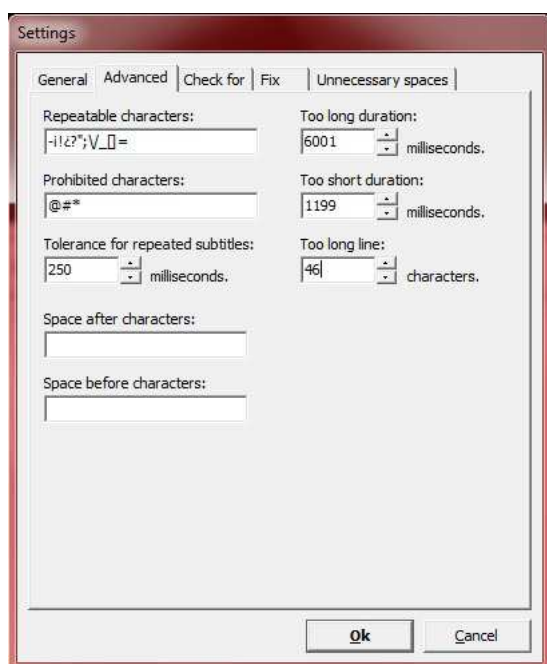 Settings
General Advanced Check for Fix Unnecessary spaces
Repeatable characters:
-¡!¿?";\/_[]=
Prohibited characters:
@#*
Tolerance for repeated subtitles:
250 milliseconds.
Space after characters:
Space before characters:
Too long duration:
6001 milliseconds.
Too short duration:
1199 milliseconds.
Too long line:
46 characters.
Ok Cancel